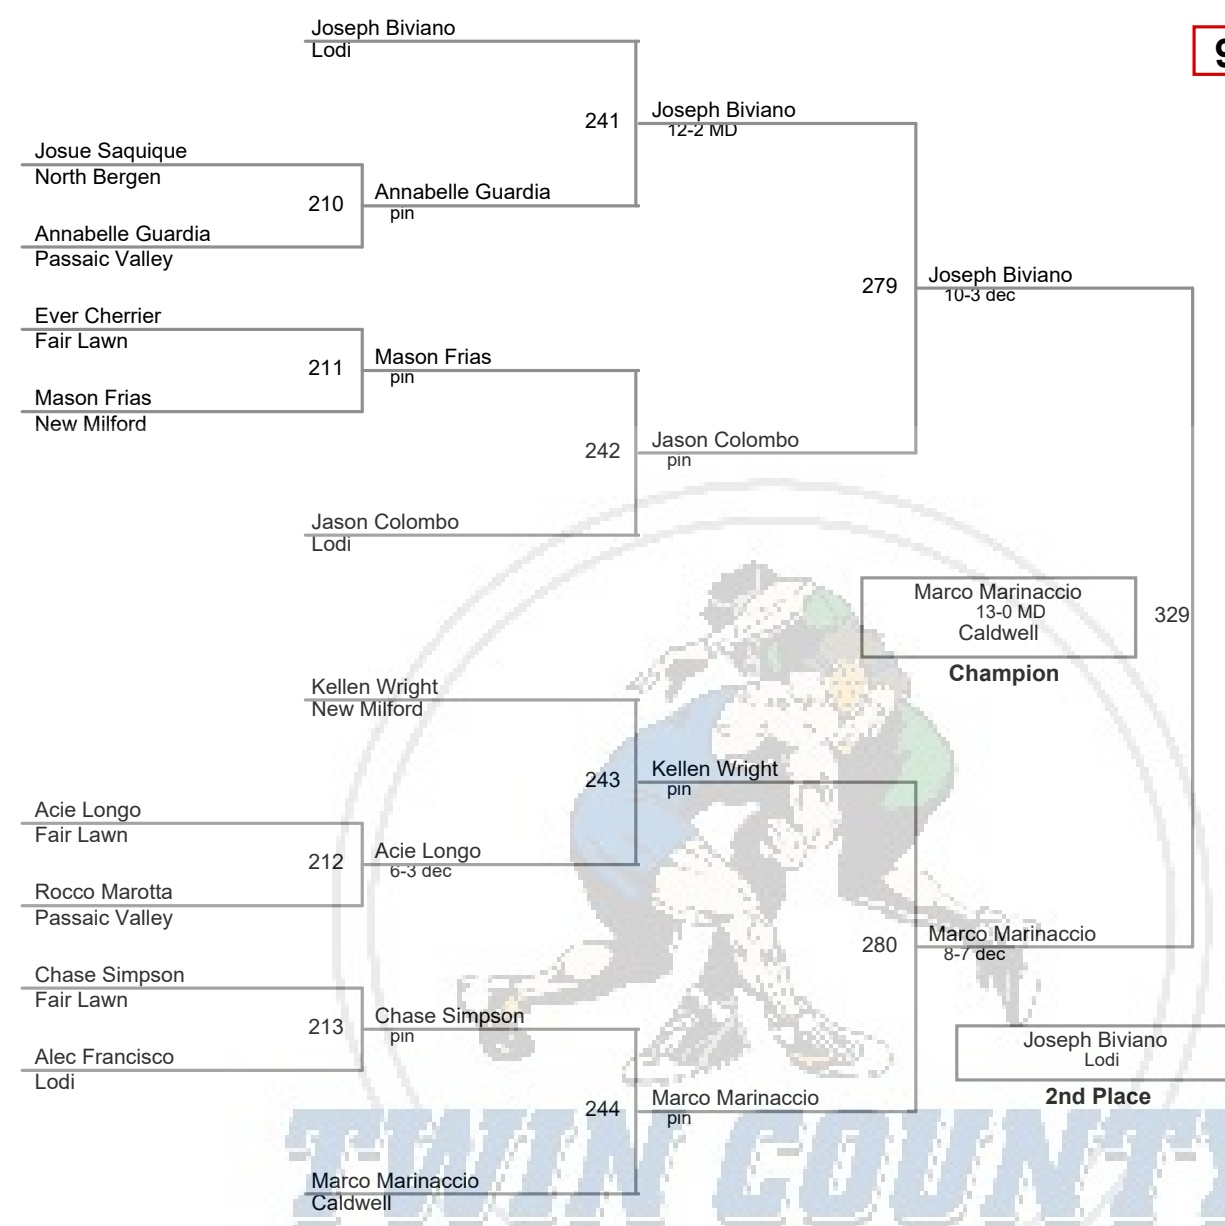 Joseph Biviano
Lodi
9
241
Joseph Biviano
12-2 MD
Josue Saquique
North Bergen
210
Annabelle Guardia
pin
Annabelle Guardia
Passaic Valley
279
Joseph Biviano
10-3 dec
Ever Cherrier
Fair Lawn
211
Mason Frias
pin
Mason Frias
New Milford
242
Jason Colombo
pin
Jason Colombo
Lodi
Marco Marinaccio
13-0 MD
Caldwell
329
Champion
Kellen Wright
New Milford
243
Kellen Wright
pin
Acie Longo
Fair Lawn
212
Acie Longo
6-3 dec
Rocco Marotta
Passaic Valley
280
Marco Marinaccio
8-7 dec
Chase Simpson
Fair Lawn
213
Chase Simpson
pin
Alec Francisco
Lodi
Joseph Biviano
Lodi
2nd Place
244
Marco Marinaccio
pin
Marco Marinaccio
Caldwell
TWIN COUNTY